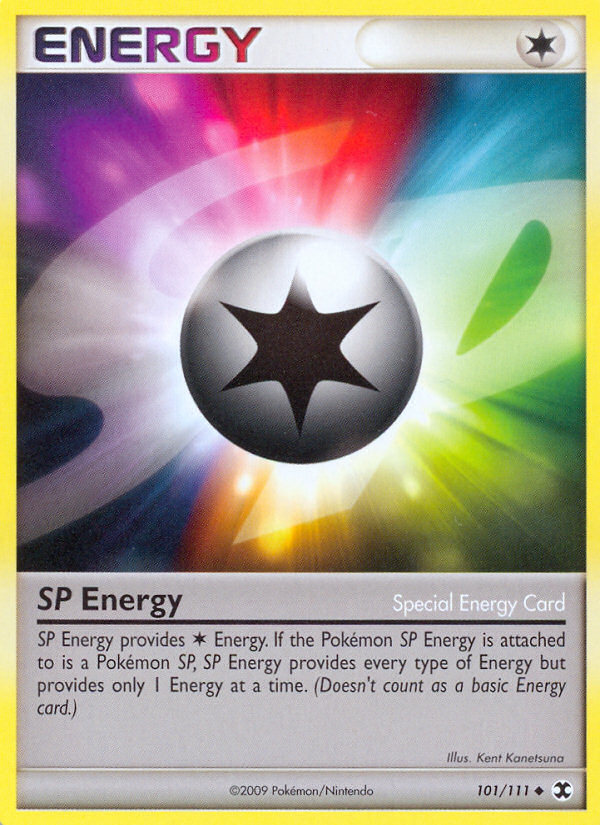 ENERGY
SP Energy
Special Energy Card
SP Energy provides ✶ Energy. If the Pokémon SP Energy is attached
to is a Pokémon SP, SP Energy provides every type of Energy but
provides only 1 Energy at a time. (Doesn't count as a basic Energy
card.)
Illus. Kent Kanetsuna
©2009 Pokémon/Nintendo
101/111 ◆